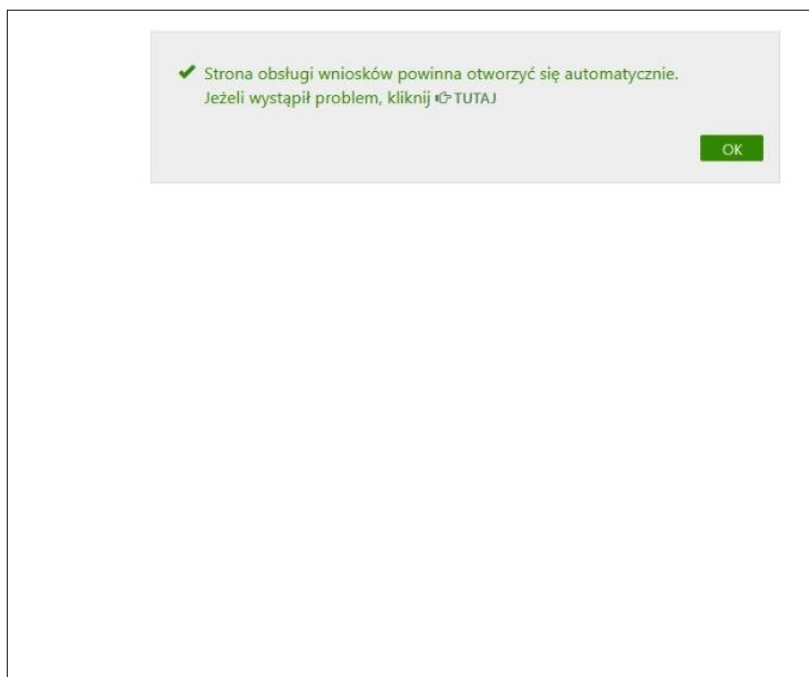 Strona obsługi wniosków powinna otworzyć się automatycznie.
Jeżeli wystąpił problem, kliknij TUTAJ
OK